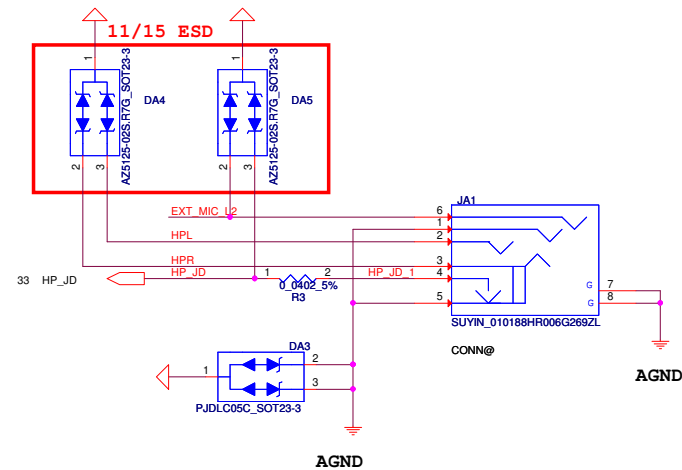 11/15 ESD
1
1
DA4
DA5
AZ5125-02S.R7G_SOT23-3
AZ5125-02S.R7G_SOT23-3
2
3
2
3
JA1
EXT_MIC_L2
6
1
HPL
2
HPR
3
33 HP_JD
HP_JD
1
2
HP_JD_1
4
0_0402_5%
R3
5
G
7
G
8
SUYIN_010188HR006G269ZL
CONN@
AGND
DA3
1
2
3
PJDLC05C_SOT23-3
AGND